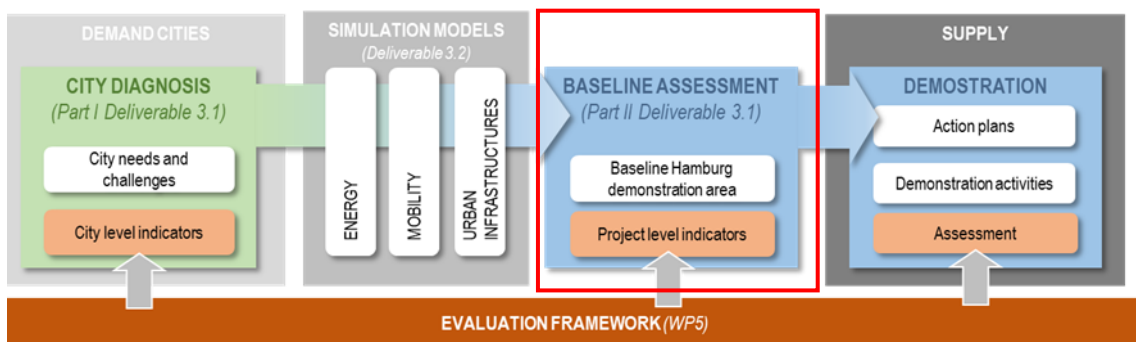 DEMAND CITIES
CITY DIAGNOSIS
(Part I Deliverable 3.1)
City needs and
challenges
City level indicators
SIMULATION MODELS
(Deliverable 3.2)
ENERGY
MOBILITY
URBAN
INFRASTRUCTURES
BASELINE ASSESSMENT
(Part II Deliverable 3.1)
Baseline Hamburg
demonstration area
Project level indicators
SUPPLY
DEMOSTRATION
Action plans
Demonstration activities
Assessment
EVALUATION FRAMEWORK (WP5)